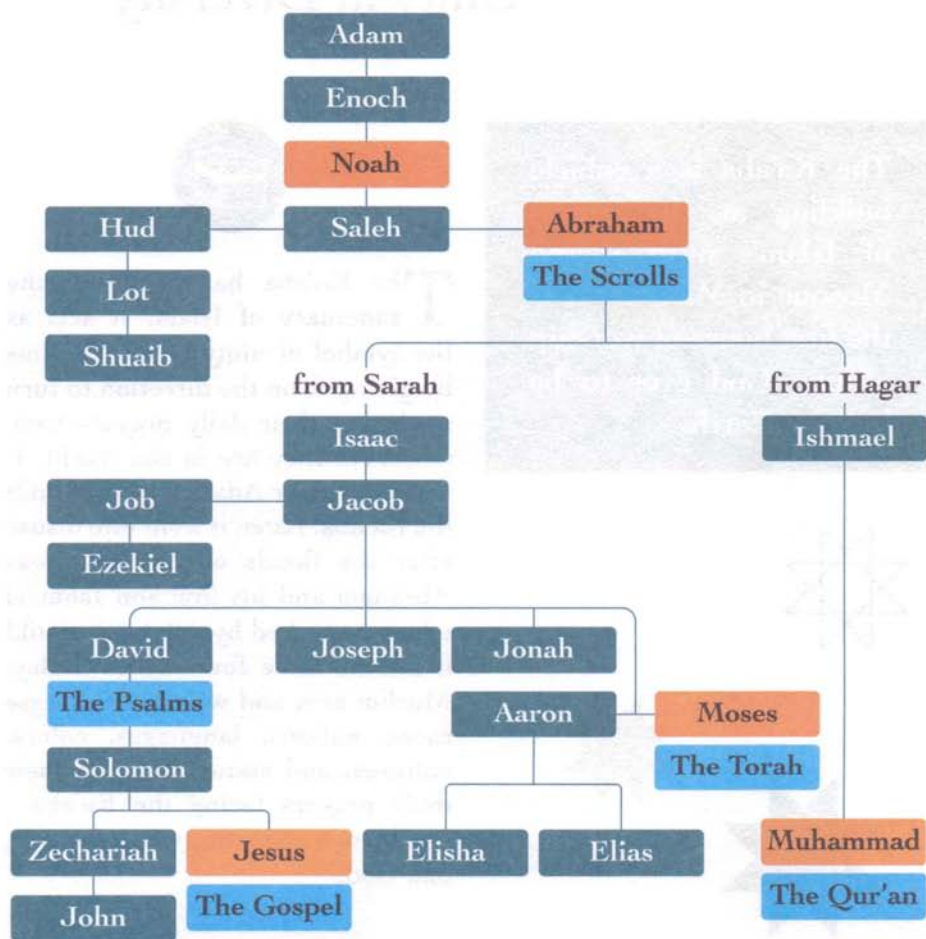 Adam
Enoch
Noah
Hud
Saleh
Abraham
The Scrolls
Lot
Shuaib
from Sarah
from Hagar
Isaac
Ishmael
Job
Jacob
Ezekiel
David
Joseph
Jonah
The Psalms
Aaron
Moses
The Torah
Solomon
Zechariah
Jesus
Elisha
Elias
Muhammad
The Gospel
The Qur'an
John